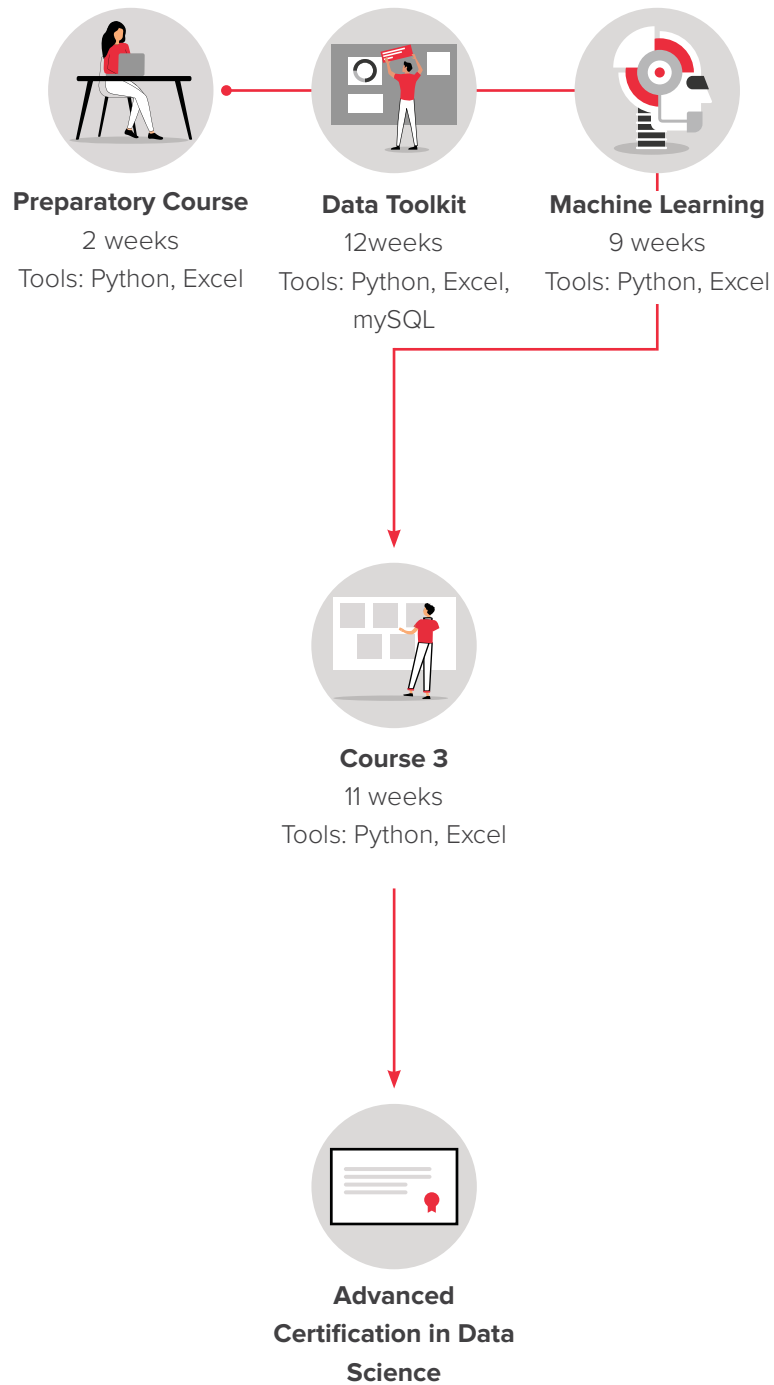 Preparatory Course
2 weeks
Tools: Python, Excel
Data Toolkit
12weeks
Tools: Python, Excel,
mySQL
Machine Learning
9 weeks
Tools: Python, Excel
Course 3
11 weeks
Tools: Python, Excel
Advanced
Certification in Data
Science